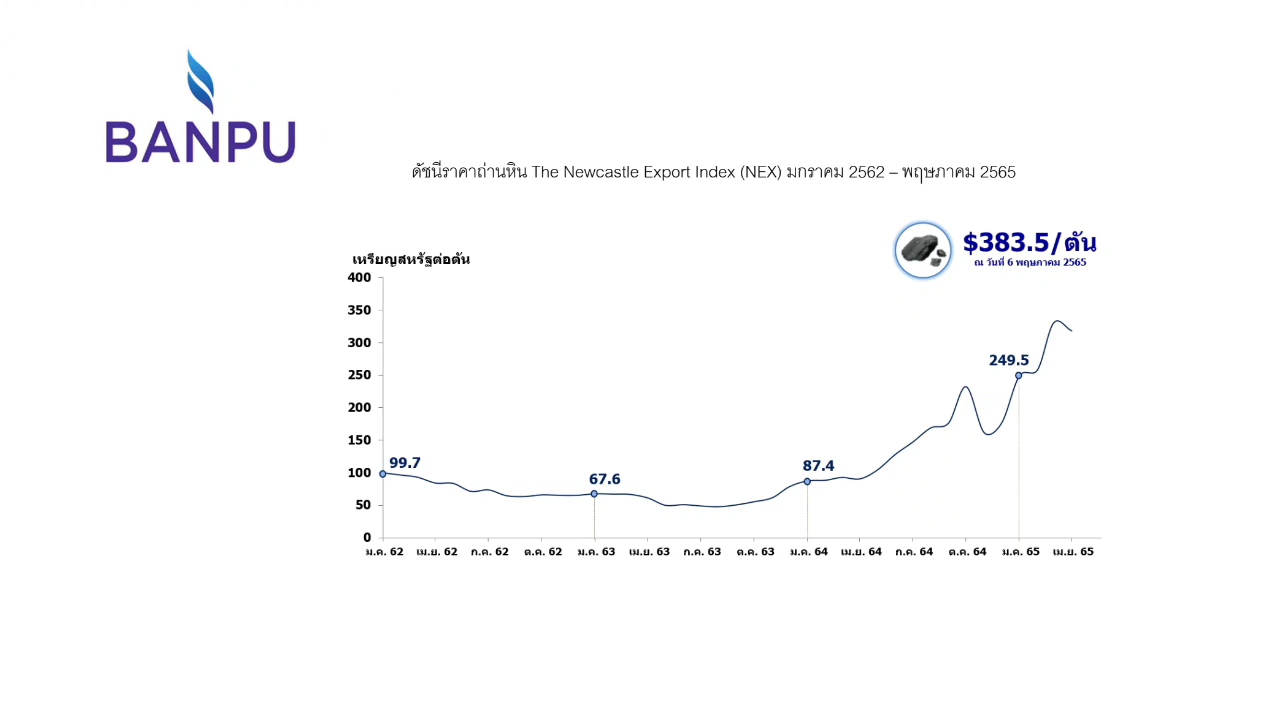 BANPU
ดัชนีราคาถ่านหิน The Newcastle Export Index (NEX) มกราคม 2562 – พฤษภาคม 2565
$383.5/ตัน
ณ วันที่ 6 พฤษภาคม 2565
เหรียญสหรัฐต่อตัน
400
350
300
250
200
150
100
50
0
99.7
67.6
87.4
249.5
ม.ค. 62 เม.ย. 62 ก.ค. 62 ต.ค. 62 ม.ค. 63 เม.ย. 63 ก.ค. 63 ต.ค. 63 ม.ค. 64 เม.ย. 64 ก.ค. 64 ต.ค. 64 ม.ค. 65 เม.ย. 65